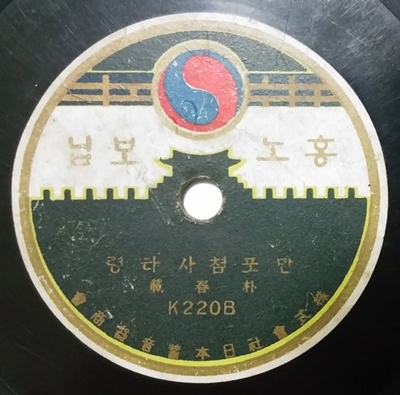 닙보노홍
만포첨사타령
朴春載
K220B
株式會社日本蓄音器商會